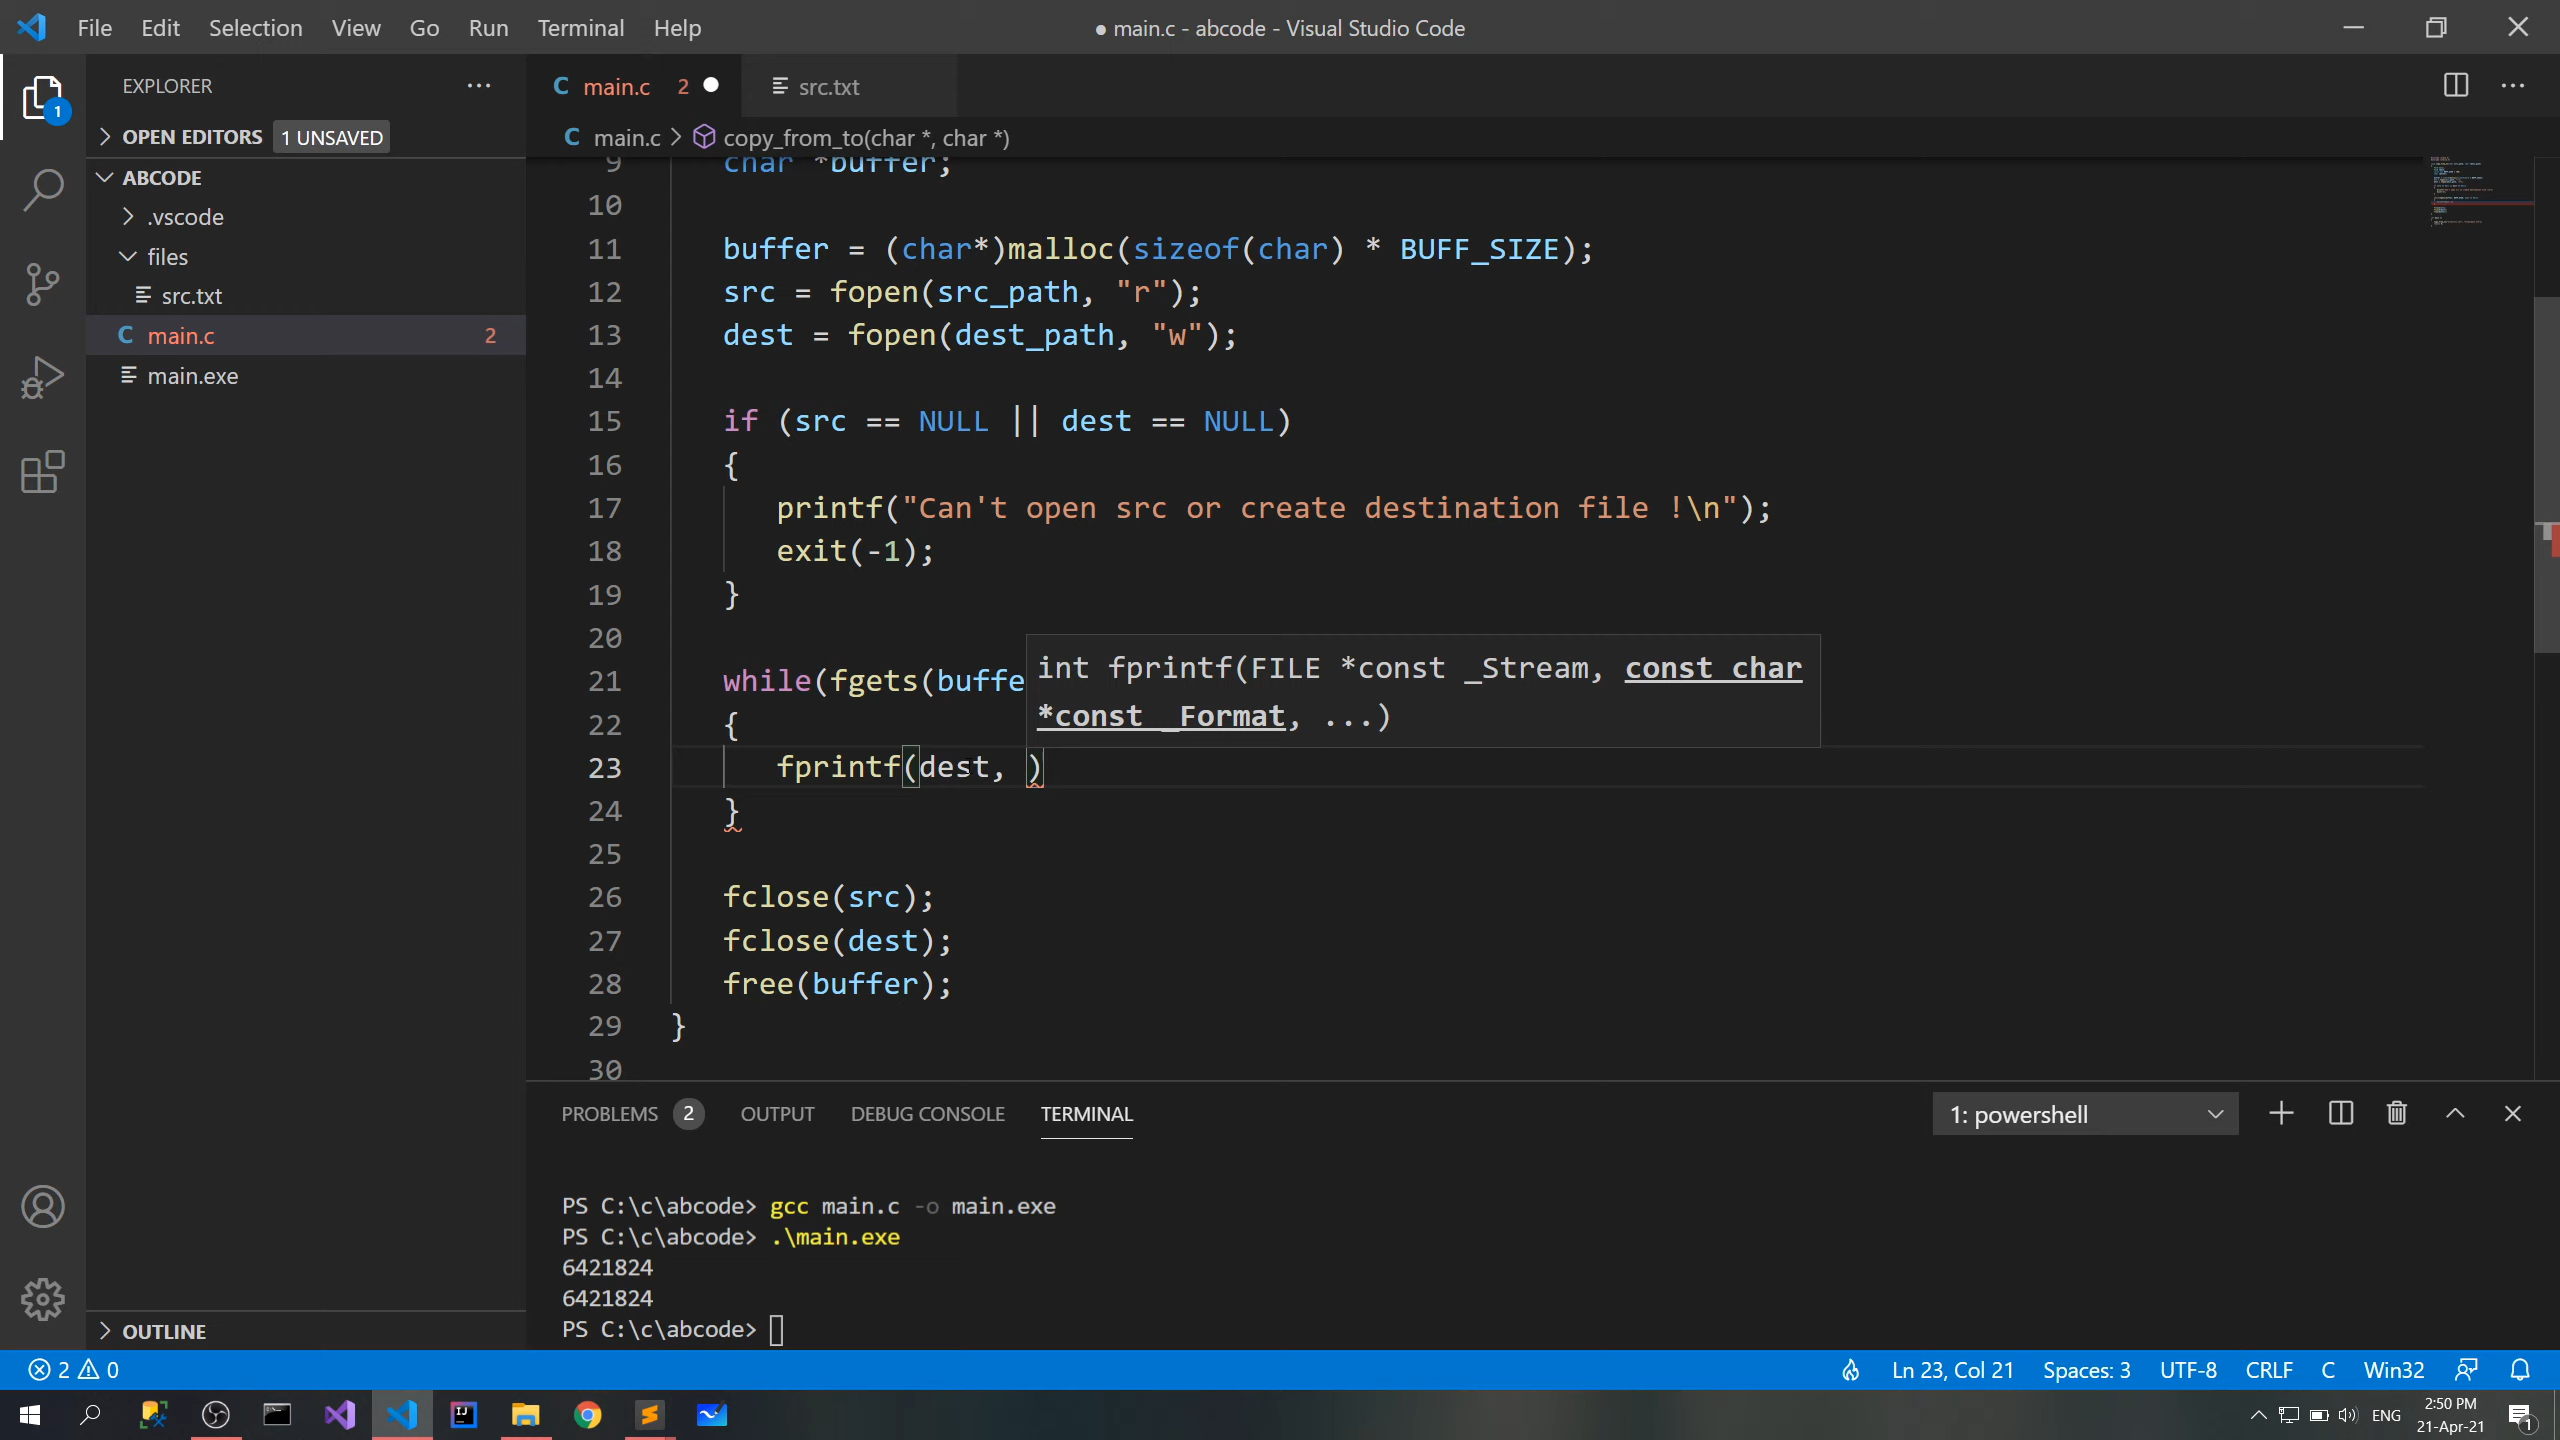 File Edit Selection View Go Run Terminal Help
● main.c - abcode - Visual Studio Code
EXPLORER
1
OPEN EDITORS 1 UNSAVED
ABCODE
.vscode
files
src.txt
C main.c 2
main.exe
OUTLINE
C main.c 2
src.txt
C main.c > copy_from_to(char *, char *)
9 char *buffer;
10
11 buffer = (char*)malloc(sizeof(char) * BUFF_SIZE);
12 src = fopen(src_path, "r");
13 dest = fopen(dest_path, "w");
14
15 if (src == NULL || dest == NULL)
16 {
17 printf("Can't open src or create destination file !\n");
18 exit(-1);
19 }
20
21 while(fgets(buffe
int fprintf(FILE *const _Stream, const char
*const _Format, ...)
22 {
23 fprintf(dest, )
24 }
25
26 fclose(src);
27 fclose(dest);
28 free(buffer);
29 }
30
PROBLEMS 2 OUTPUT DEBUG CONSOLE TERMINAL
1: powershell
PS C:\c\abcode> gcc main.c -o main.exe
PS C:\c\abcode> .\main.exe
6421824
6421824
PS C:\c\abcode>
2 0
Ln 23, Col 21 Spaces: 3 UTF-8 CRLF C Win32
ENG
2:50 PM
21-Apr-21
1